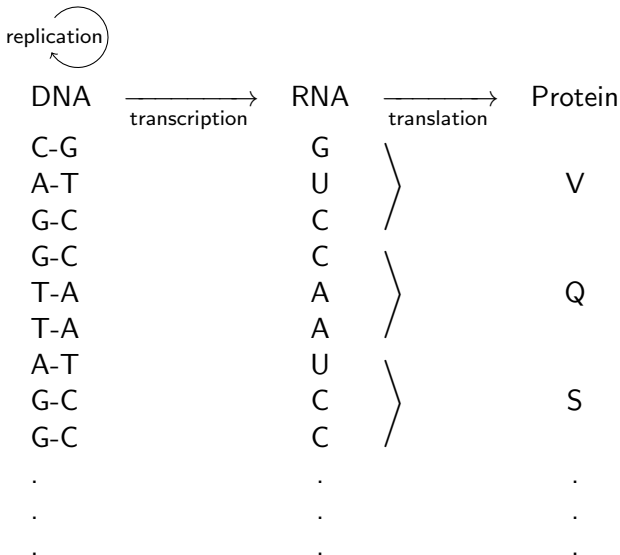 replication
DNA transcription RNA translation Protein
C-G G
A-T U V
G-C C
G-C C
T-A A Q
T-A A
A-T U
G-C C S
G-C C
. . .
. . .
. . .